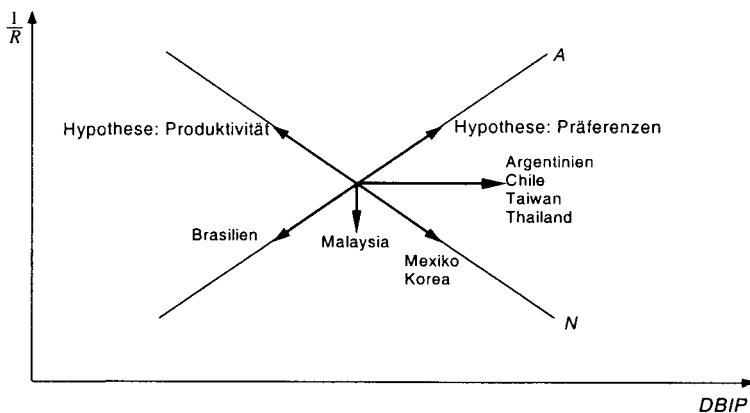 1
R
A
Hypothese: Produktivität
Hypothese: Präferenzen
Argentinien
Chile
Taiwan
Thailand
Brasilien
Malaysia
Mexiko
Korea
N
DBIP